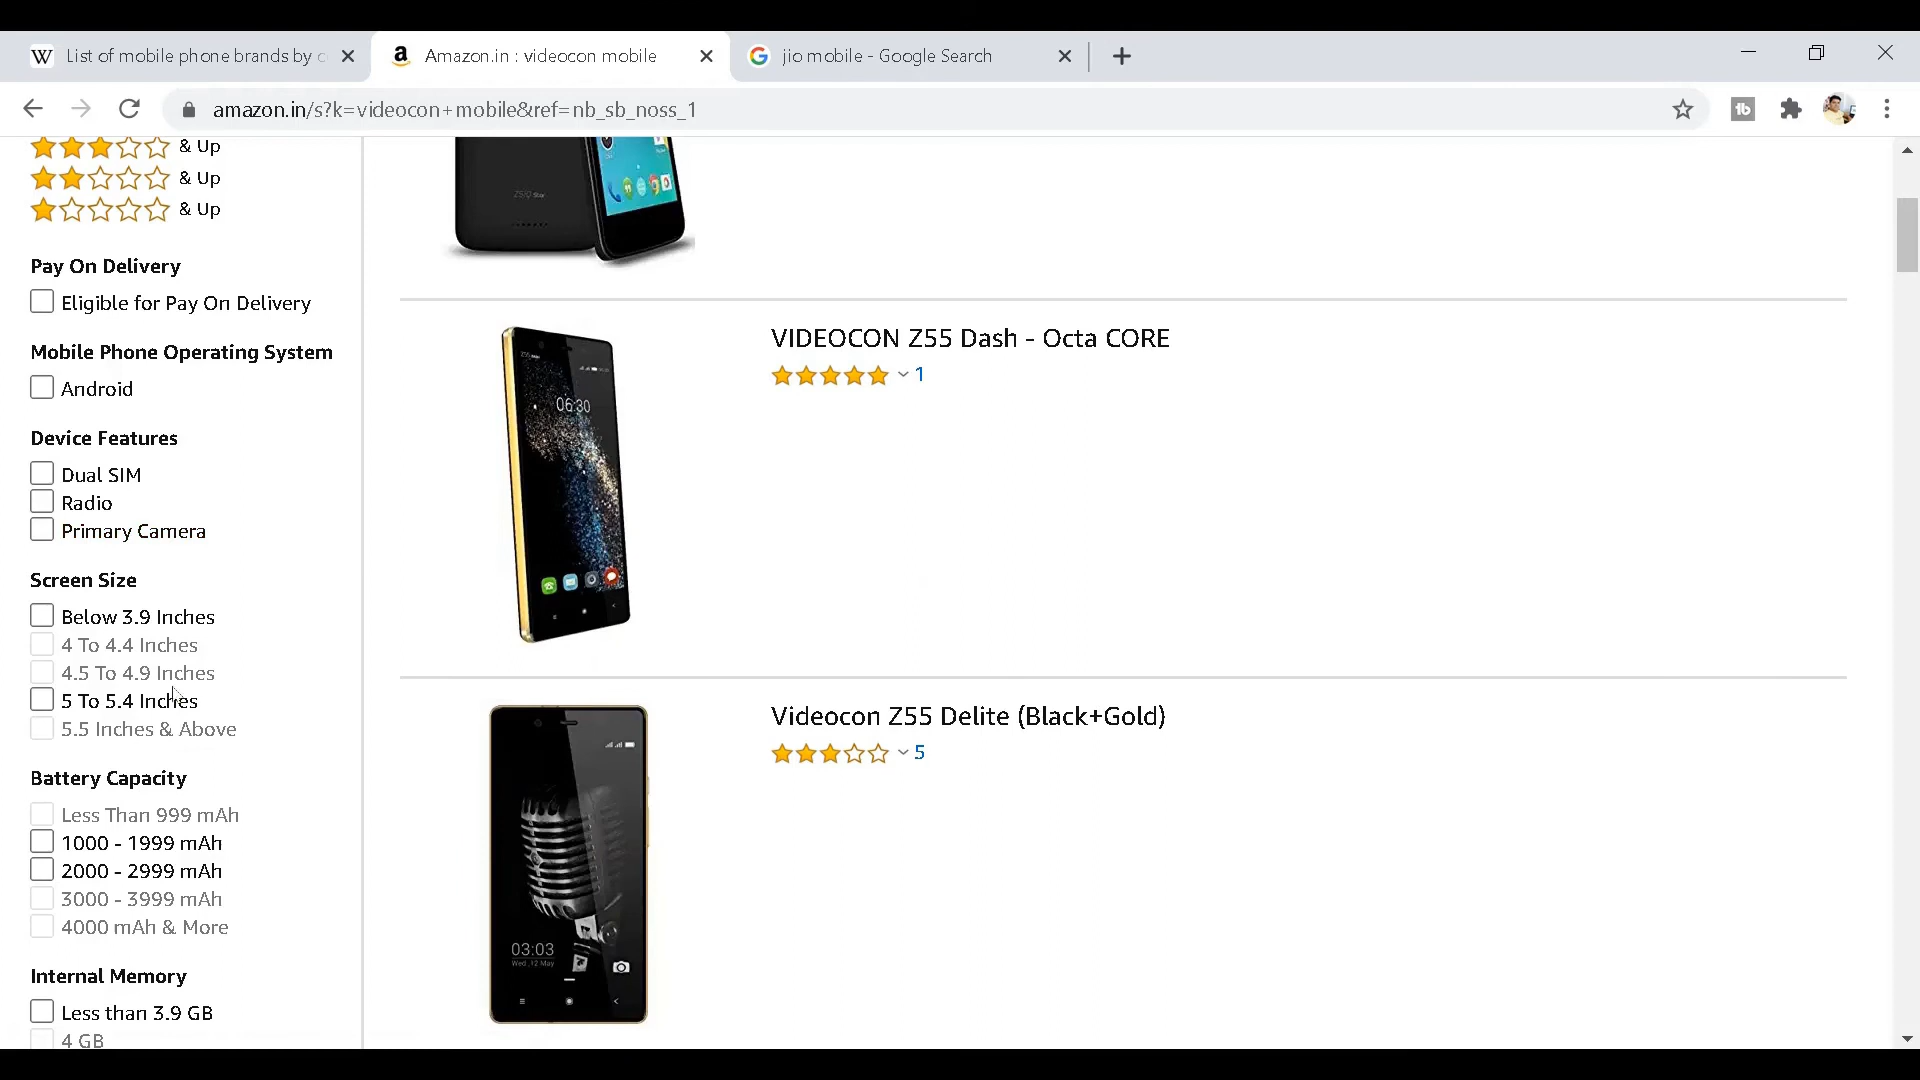 List of mobile phone brands by c
Amazon.in : videocon mobile
jio mobile - Google Search
amazon.in/s?k=videocon+mobile&ref=nb_sb_noss_1
& Up
& Up
& Up
Pay On Delivery
Eligible for Pay On Delivery
Mobile Phone Operating System
Android
Device Features
Dual SIM
Radio
Primary Camera
Screen Size
Below 3.9 Inches
4 To 4.4 Inches
4.5 To 4.9 Inches
5 To 5.4 Inches
5.5 Inches & Above
Battery Capacity
Less Than 999 mAh
1000 - 1999 mAh
2000 - 2999 mAh
3000 - 3999 mAh
4000 mAh & More
Internal Memory
Less than 3.9 GB
4 GB
VIDEOCON Z55 Dash - Octa CORE
1
06:30
Videocon Z55 Delite (Black+Gold)
5
03:03
Wed, 12 May